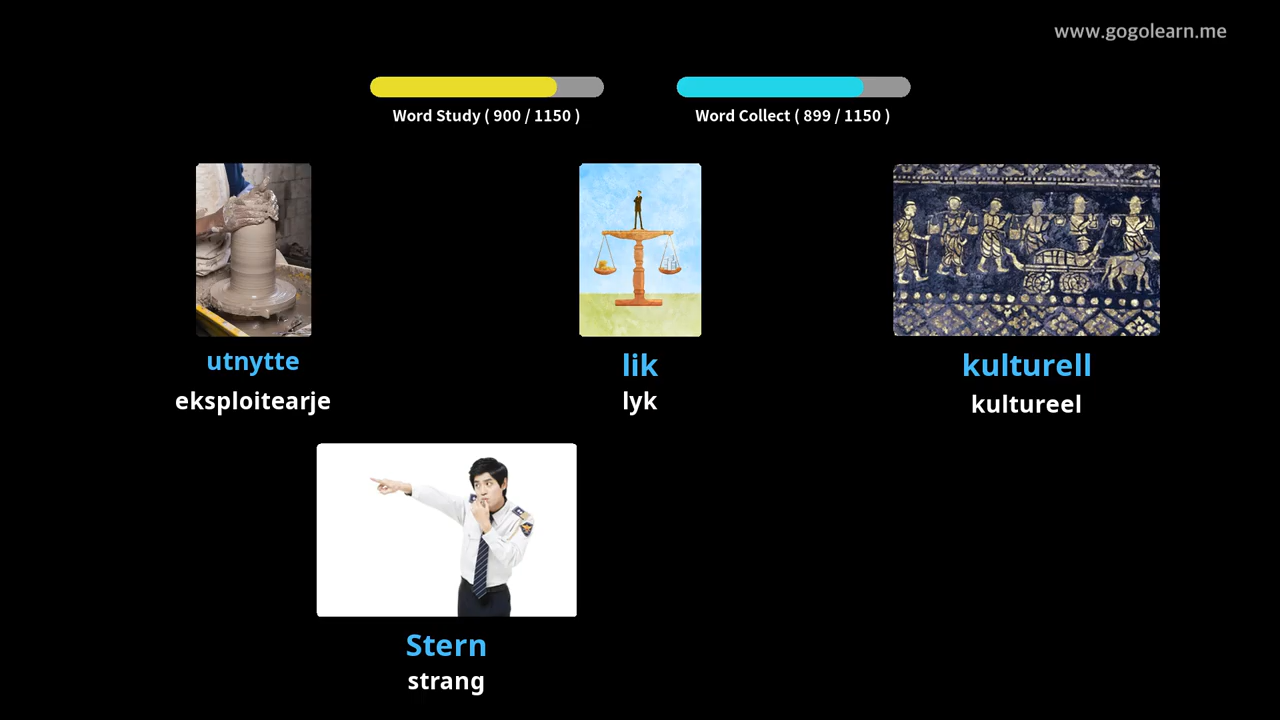 www.gogolearn.me
Word Study ( 900 / 1150 )
Word Collect ( 899 / 1150 )
utnytte
eksploitearje
lik
lyk
kulturell
kultureel
Stern
strang